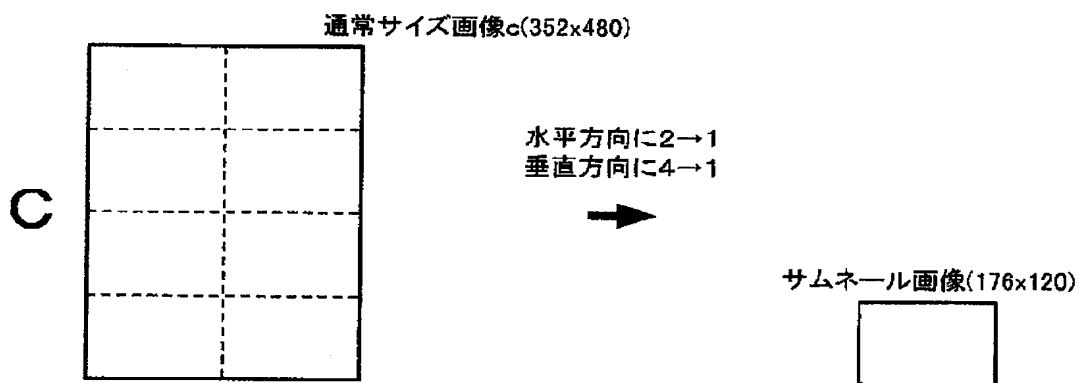 通常サイズ画像c(352x480)
水平方向に2→1
垂直方向に4→1
C
サムネール画像(176x120)